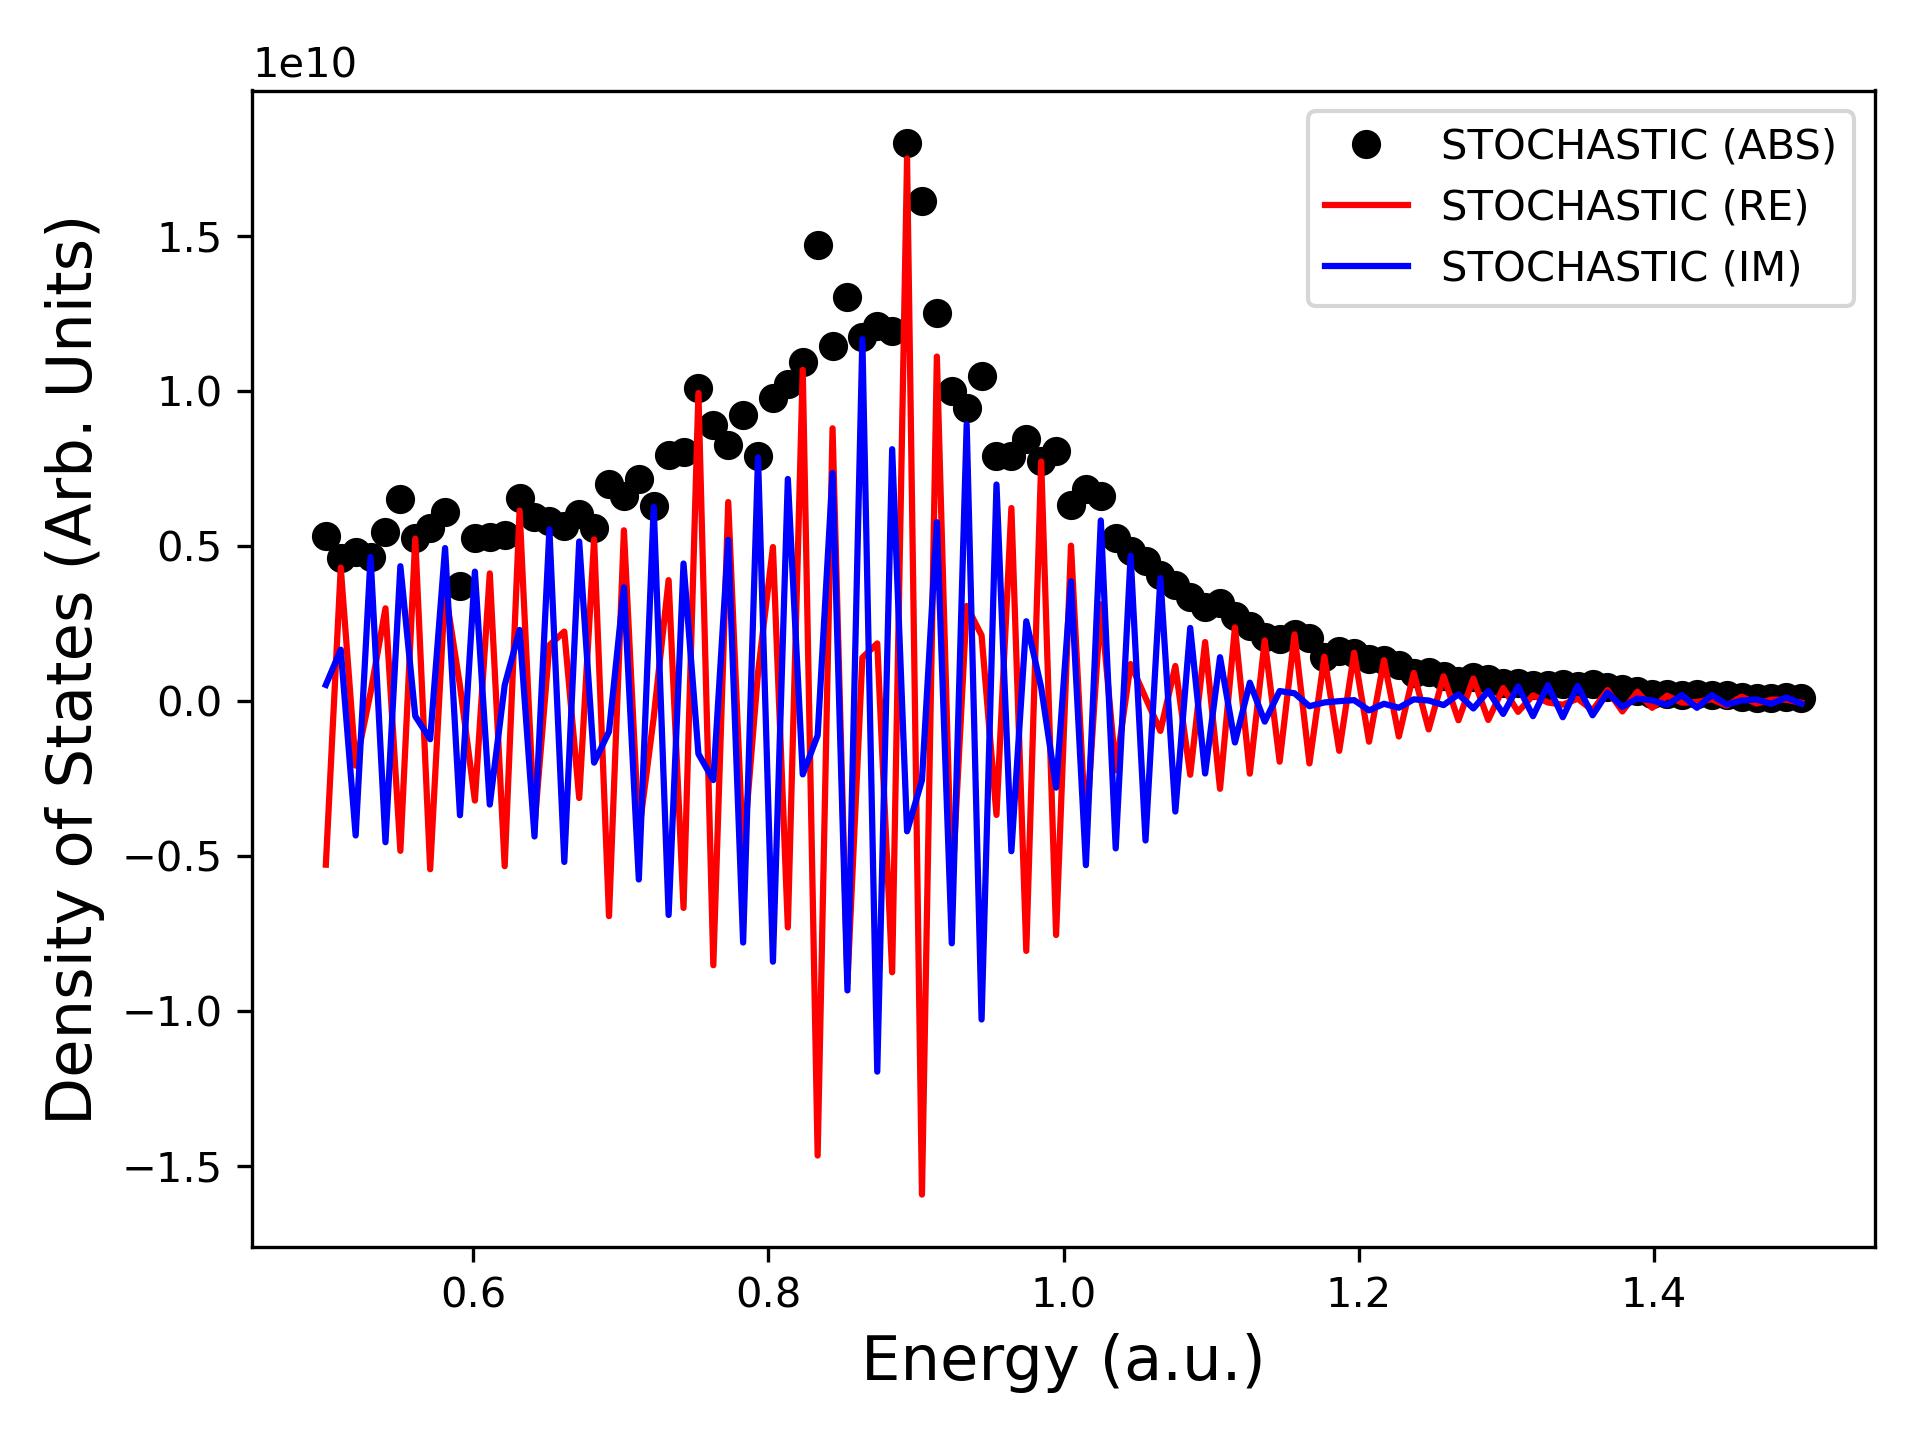 1e10
STOCHASTIC (ABS)
STOCHASTIC (RE)
STOCHASTIC (IM)
Density of States (Arb. Units)
1.5
1.0
0.5
0.0
−0.5
−1.0
−1.5
0.6 0.8 1.0 1.2 1.4
Energy (a.u.)